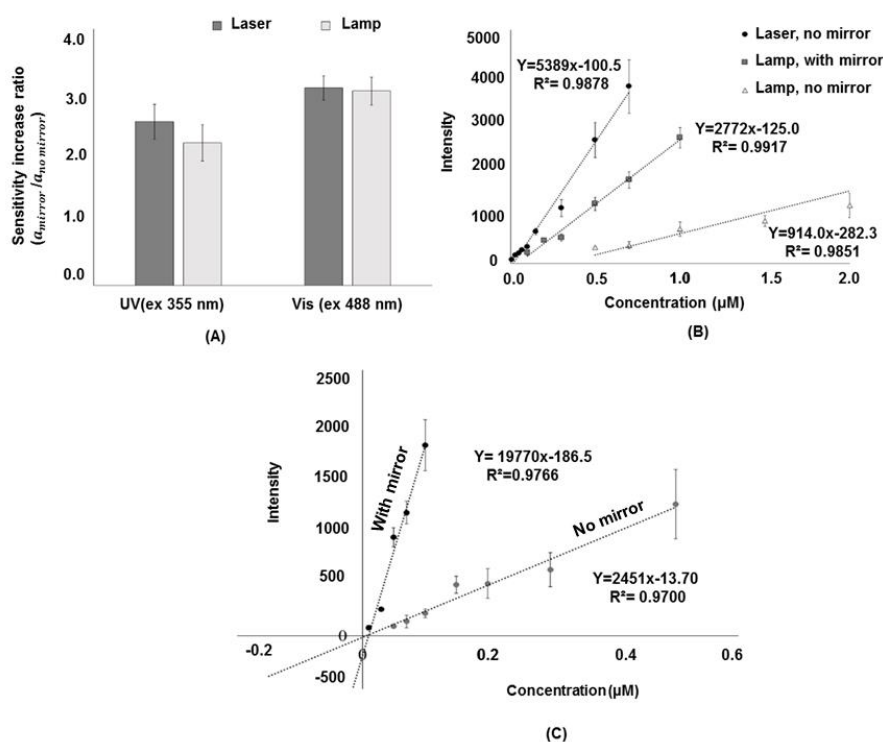 4.0
3.0
2.0
1.0
0.0
Sensitivity increase ratio
(a_mirror /a_no mirror)
Laser
Lamp
UV(ex 355 nm)
Vis (ex 488 nm)
(A)
5000
4000
3000
2000
1000
0
Intensity
Y=5389x-100.5
R²= 0.9878
Laser, no mirror
Lamp, with mirror
Lamp, no mirror
Y=2772x-125.0
R²= 0.9917
Y=914.0x-282.3
R²= 0.9851
0.0
0.5
1.0
1.5
2.0
Concentration (µM)
(B)
2500
2000
1500
1000
500
0
-500
Intensity
With mirror
Y= 19770x-186.5
R²=0.9766
No mirror
Y=2451x-13.70
R²= 0.9700
-0.2
0
0.2
0.4
0.6
Concentration(µM)
(C)